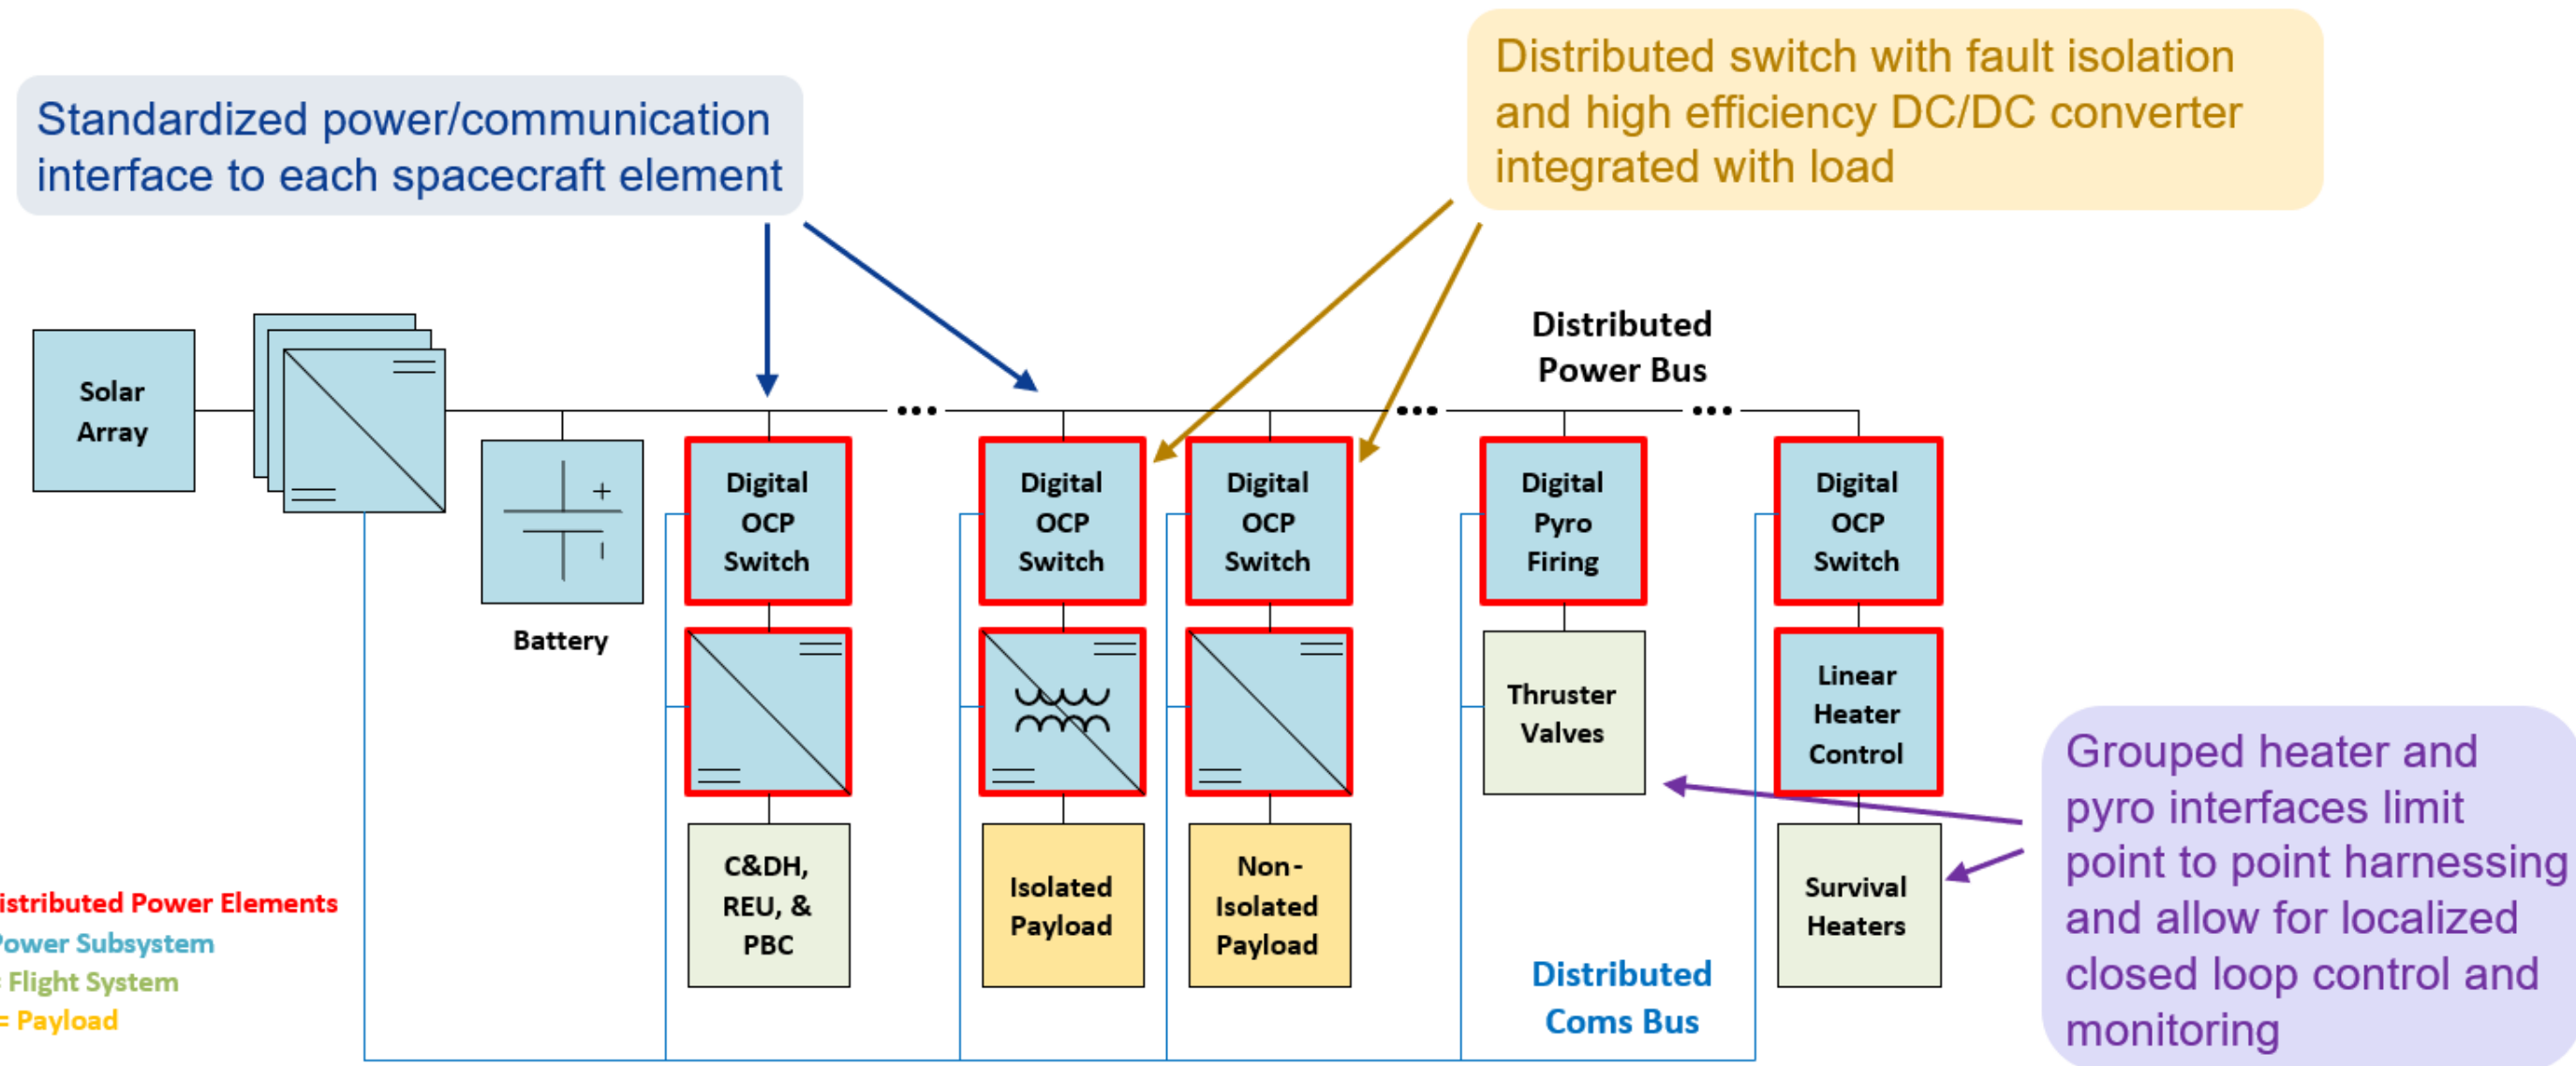 Standardized power/communication
interface to each spacecraft element
Distributed switch with fault isolation
and high efficiency DC/DC converter
integrated with load
Distributed
Power Bus
Solar
Array
+
Battery
Digital
OCP
Switch
Digital
OCP
Switch
Digital
OCP
Switch
Digital
Pyro
Firing
Digital
OCP
Switch
Thruster
Valves
Linear
Heater
Control
C&DH,
REU, &
PBC
Isolated
Payload
Non-
Isolated
Payload
Survival
Heaters
Grouped heater and
pyro interfaces limit
point to point harnessing
and allow for localized
closed loop control and
monitoring
istributed Power Elements
Power Subsystem
= Flight System
= Payload
Distributed
Coms Bus